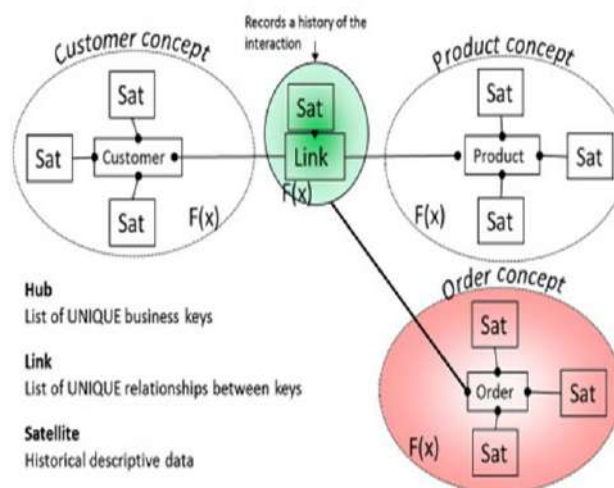 Records a history of the
interaction
Customer concept
Product concept
Sat
Sat
Sat
Sat
Customer
Link
Product
Sat
Sat
Sat
Sat
F(x)
F(x)
F(x)
Order concept
Hub
List of UNIQUE business keys
Sat
Link
List of UNIQUE relationships between keys
Order
Sat
Sat
F(x)
Satellite
Historical descriptive data